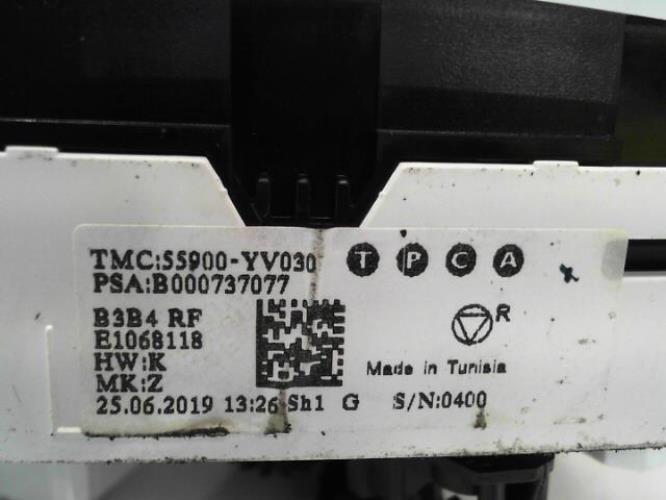 TMC:55900-YV030 T P C A
PSA:B000737077
B3B4 RF
E1068118
HW:K
MK:Z
R
Made in Tunisia
25.06.2019 13:26 Sh1 G S/N:0400